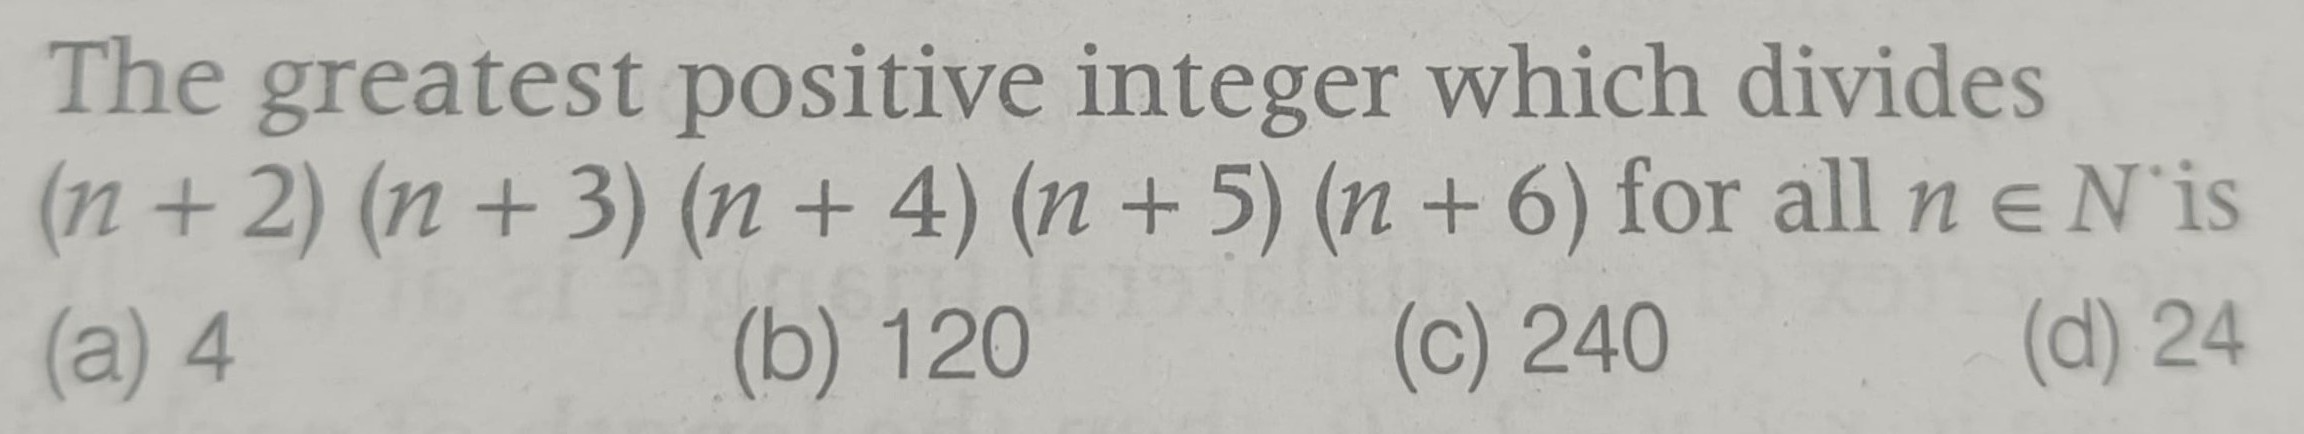 The greatest positive integer which divides
(n + 2) (n + 3) (n + 4) (n + 5) (n + 6) for all n ∈ N is
(a) 4 (b) 120 (c) 240 (d) 24